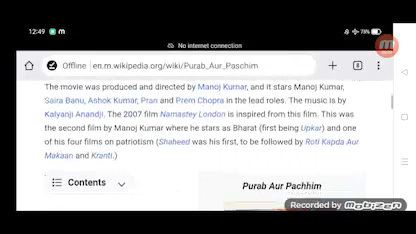 12:49 m 73%
No internet connection
Offline en.m.wikipedia.org/wiki/Purab_Aur_Paschim 8
The movie was produced and directed by Manoj Kumar, and it stars Manoj Kumar,
Saira Banu, Ashok Kumar, Pran and Prem Chopra in the lead roles. The music is by
Kalyanji Anandji. The 2007 film Namastey London is inspired from this film. This was
the second film by Manoj Kumar where he stars as Bharat (first being Upkar) and one
of his four films on patriotism (Shaheed was his first, to be followed by Roti Kapda Aur
Makaan and Kranti.)
Contents
Purab Aur Pachhim
Recorded by mobizen